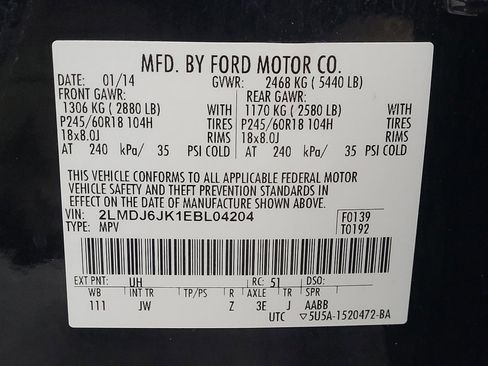 MFD. BY FORD MOTOR CO.
DATE: 01/14 GVWR: 2468 KG ( 5440 LB)
FRONT GAWR: REAR GAWR:
1306 KG ( 2880 LB) WITH 1170 KG ( 2580 LB) WITH
P245/60R18 104H TIRES P245/60R18 104H TIRES
18x8.0J RIMS 18x8.0J RIMS
AT 240 kPa/ 35 PSI COLD AT 240 kPa/ 35 PSI COLD
THIS VEHICLE CONFORMS TO ALL APPLICABLE FEDERAL MOTOR
VEHICLE SAFETY AND THEFT PREVENTION STANDARDS IN
EFFECT ON THE DATE OF MANUFACTURE SHOWN ABOVE.
VIN: 2LMDJ6JK1EBL04204 F0139
TYPE: MPV T0192
EXT PNT: UH RC: 51 DSO:
WB INT TR TP/PS R AXLE TR SPR
111 JW Z 3E J AABB
UTC ▽5U5A-1520472-BA